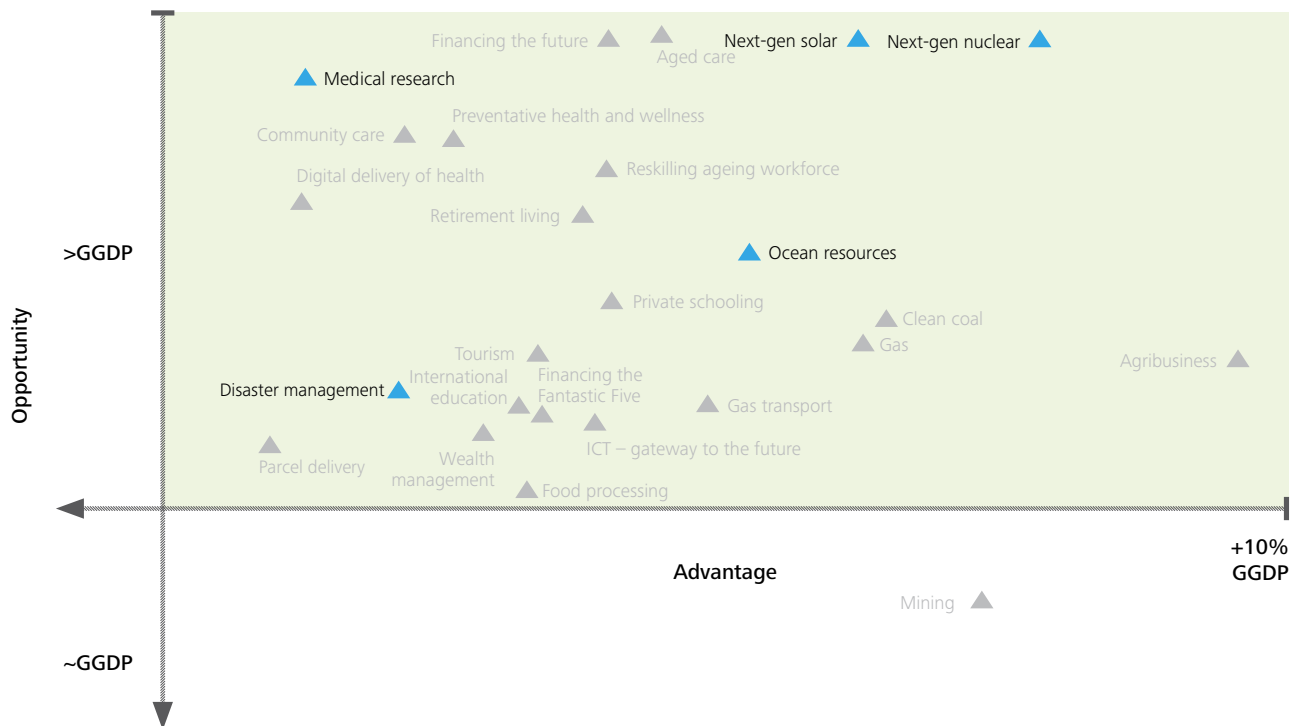 Financing the future
Aged care
Next-gen solar
Next-gen nuclear
Medical research
Preventative health and wellness
Community care
Digital delivery of health
Reskilling ageing workforce
Retirement living
>GGDP
Ocean resources
Private schooling
Clean coal
Gas
Opportunity
Tourism
Agribusiness
International
education
Financing the
Fantastic Five
Disaster management
Gas transport
ICT – gateway to the future
Parcel delivery
Wealth
management
Food processing
+10%
GGDP
Advantage
Mining
~GGDP